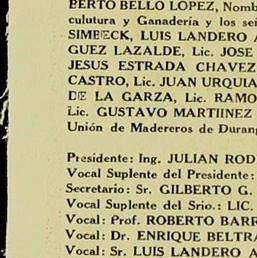 BERTO BELLO LOPEZ, Nomb
culutura y Ganadería y los señ
SIMBECK, LUIS LANDERO A
GUEZ LAZALDE, Lic. JOSE
JESUS ESTRADA CHAVEZ
CASTRO, Lic. JUAN URQUIA
DE LA GARZA, Lic. RAMO
Lic. GUSTAVO MARTIINEZ
Unión de Madereros de Durang
Presidente: Ing. JULIAN ROD
Vocal Suplente del Presidente:
Secretario: Sr. GILBERTO G.
Vocal Suplente del Srio.: LIC.
Vocal: Prof. ROBERTO BARR
Vocal: Dr. ENRIQUE BELTRA
Vocal: Sr. LUIS LANDERO A